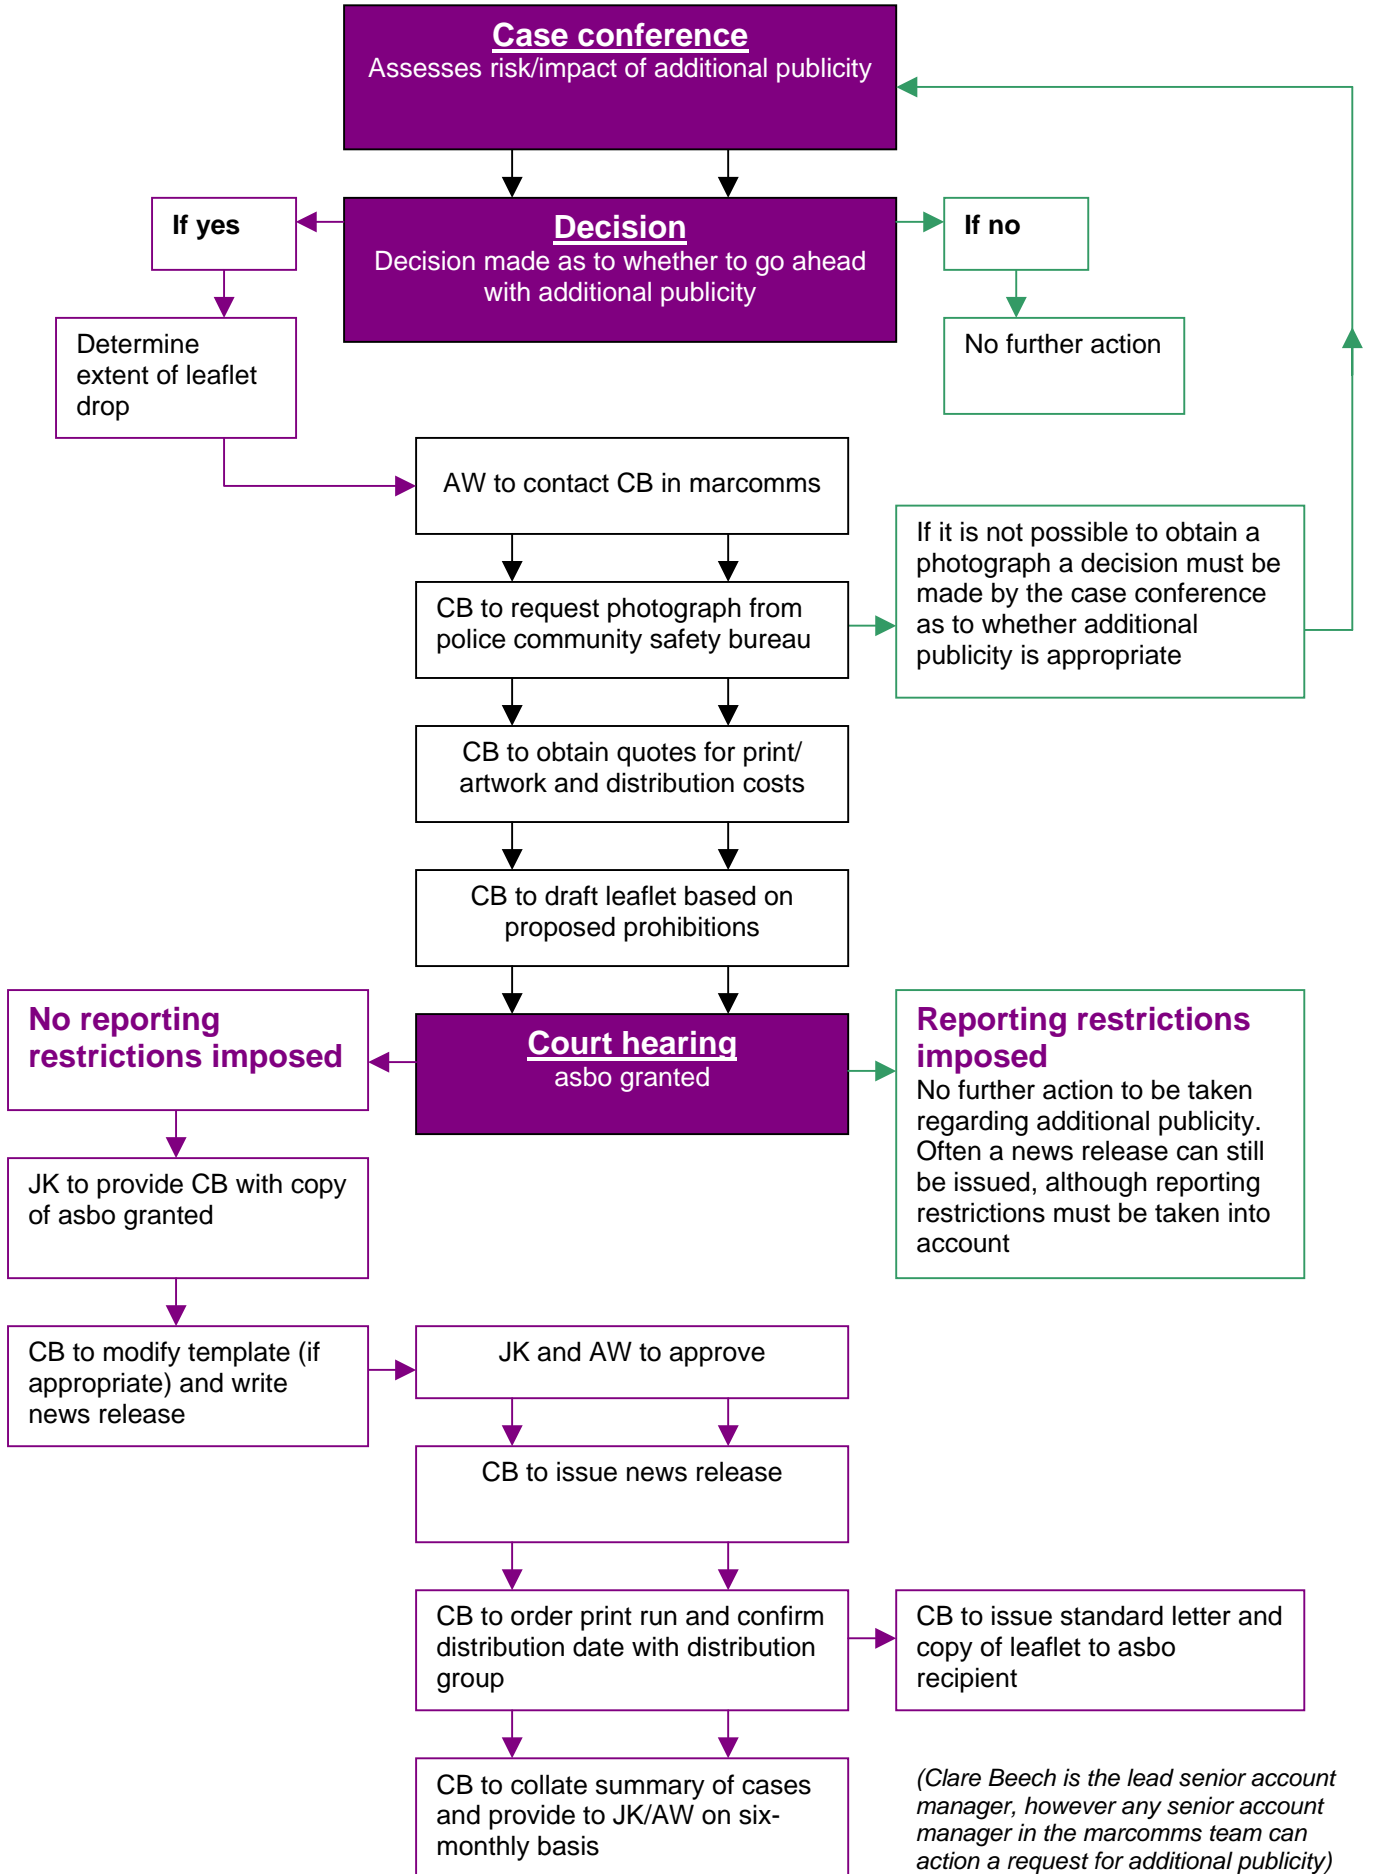 Case conference
Assesses risk/impact of additional publicity
If yes
Decision
Decision made as to whether to go ahead
with additional publicity
If no
Determine
extent of leaflet
drop
No further action
AW to contact CB in marcomms
CB to request photograph from
police community safety bureau
If it is not possible to obtain a
photograph a decision must be
made by the case conference
as to whether additional
publicity is appropriate
CB to obtain quotes for print/
artwork and distribution costs
CB to draft leaflet based on
proposed prohibitions
No reporting
restrictions imposed
Court hearing
asbo granted
Reporting restrictions
imposed
No further action to be taken
regarding additional publicity.
Often a news release can still
be issued, although reporting
restrictions must be taken into
account
JK to provide CB with copy
of asbo granted
CB to modify template (if
appropriate) and write
news release
JK and AW to approve
CB to issue news release
CB to order print run and confirm
distribution date with distribution
group
CB to issue standard letter and
copy of leaflet to asbo
recipient
CB to collate summary of cases
and provide to JK/AW on six-
monthly basis
(Clare Beech is the lead senior account
manager, however any senior account
manager in the marcomms team can
action a request for additional publicity)